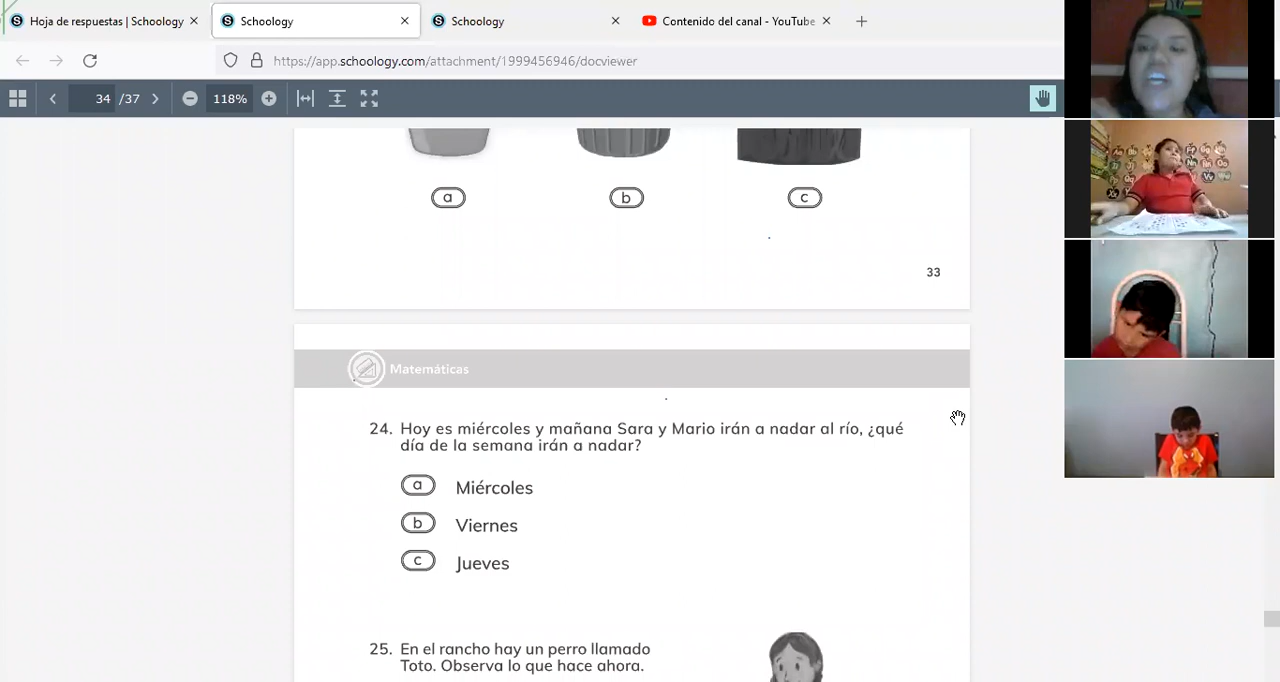 Hoja de respuestas | Schoology
Schoology
Schoology
Contenido del canal - YouTube
https://app.schoology.com/attachment/1999456946/docviewer
34 /37
118%
a
b
c
33
Matemáticas
24. Hoy es miércoles y mañana Sara y Mario irán a nadar al río, ¿qué
día de la semana irán a nadar?
a Miércoles
b Viernes
c Jueves
25. En el rancho hay un perro llamado
Toto. Observa lo que hace ahora.